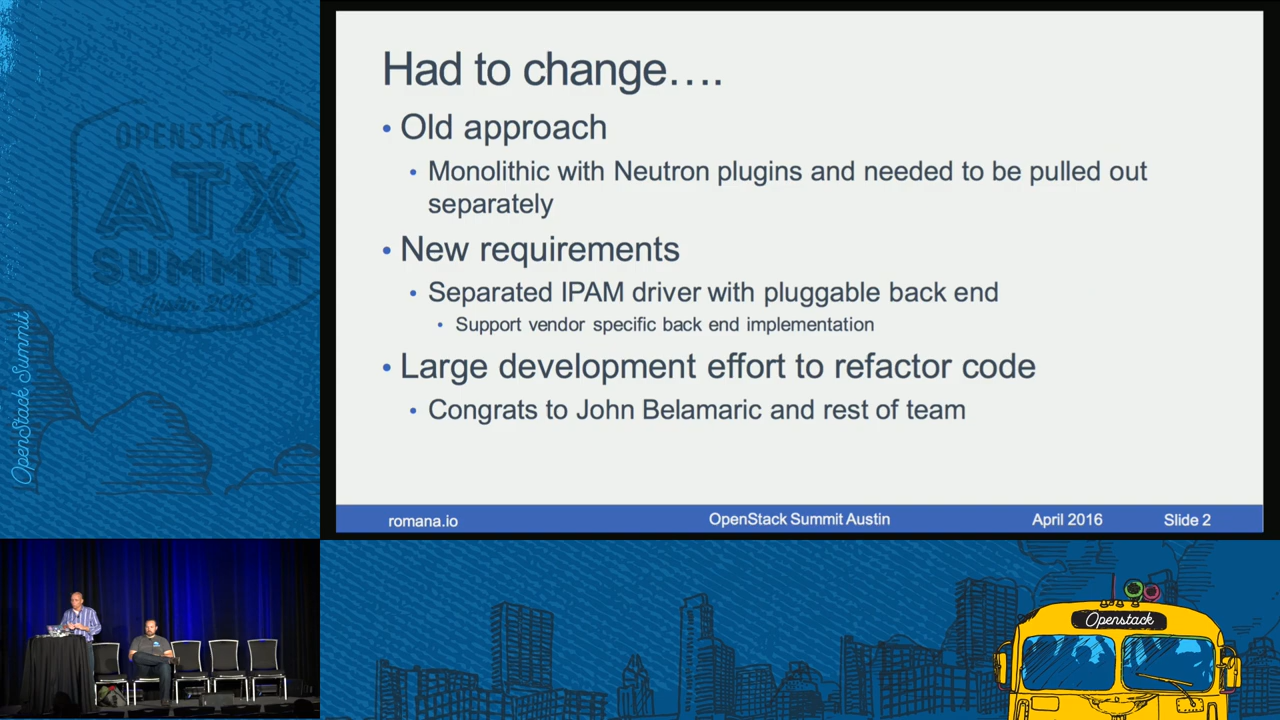 OPENSTACK
ATX
SUMMIT
Austin 2016
OpenStack Summit
Had to change….
• Old approach
• Monolithic with Neutron plugins and needed to be pulled out
separately
• New requirements
• Separated IPAM driver with pluggable back end
• Support vendor specific back end implementation
• Large development effort to refactor code
• Congrats to John Belamaric and rest of team
romana.io
OpenStack Summit Austin
April 2016
Slide 2
Openstack